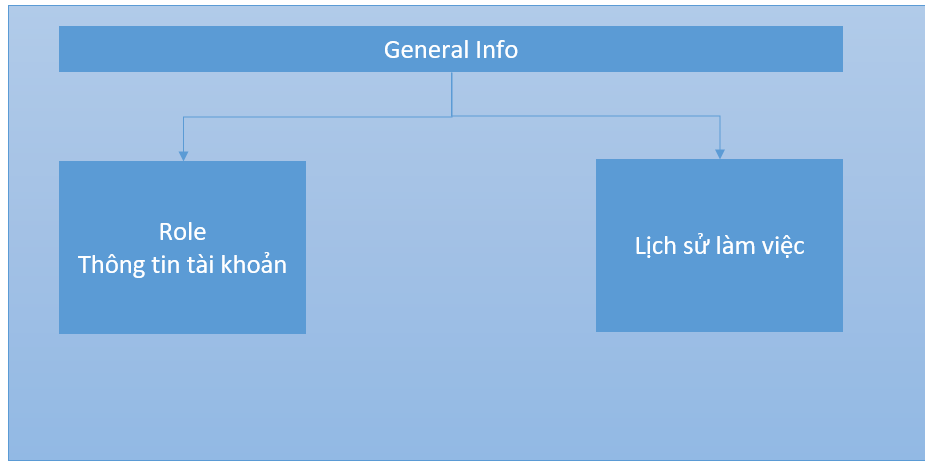 General Info
Role
Thông tin tài khoản
Lịch sử làm việc